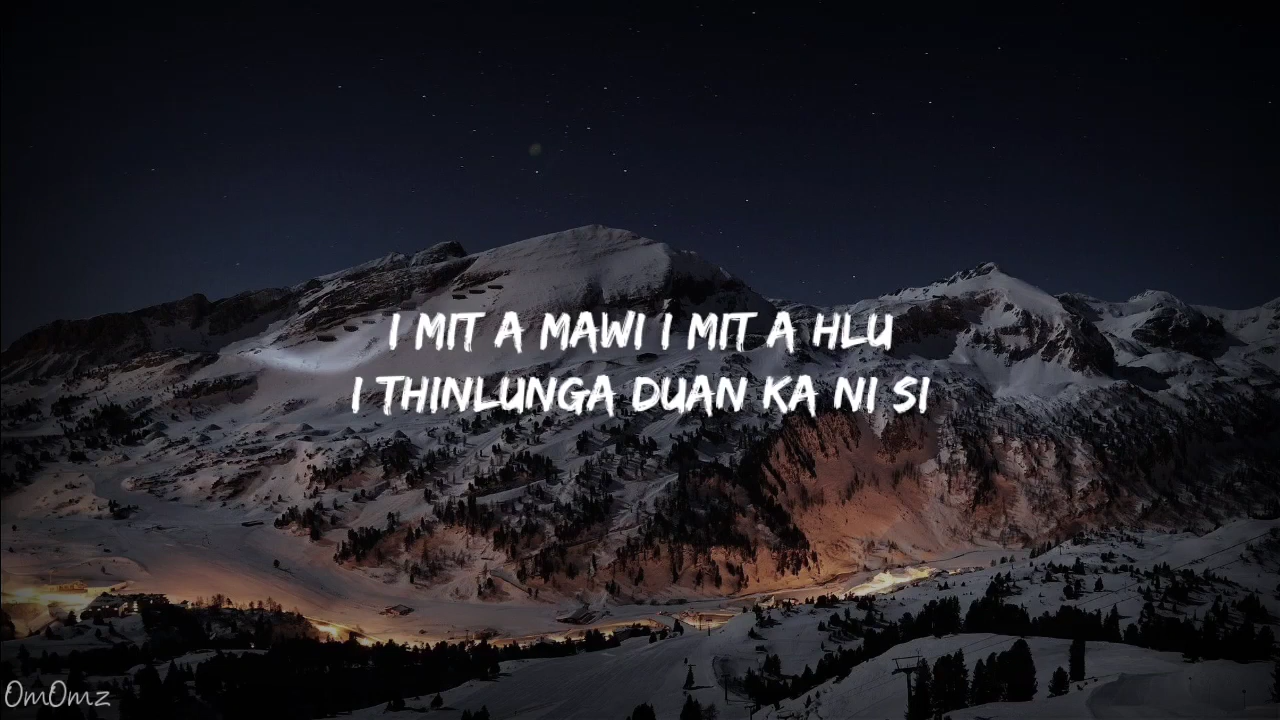 I MIT A MAWI I MIT A HLU
I THINLUNGA DUAN KA NI SI
OmOmz